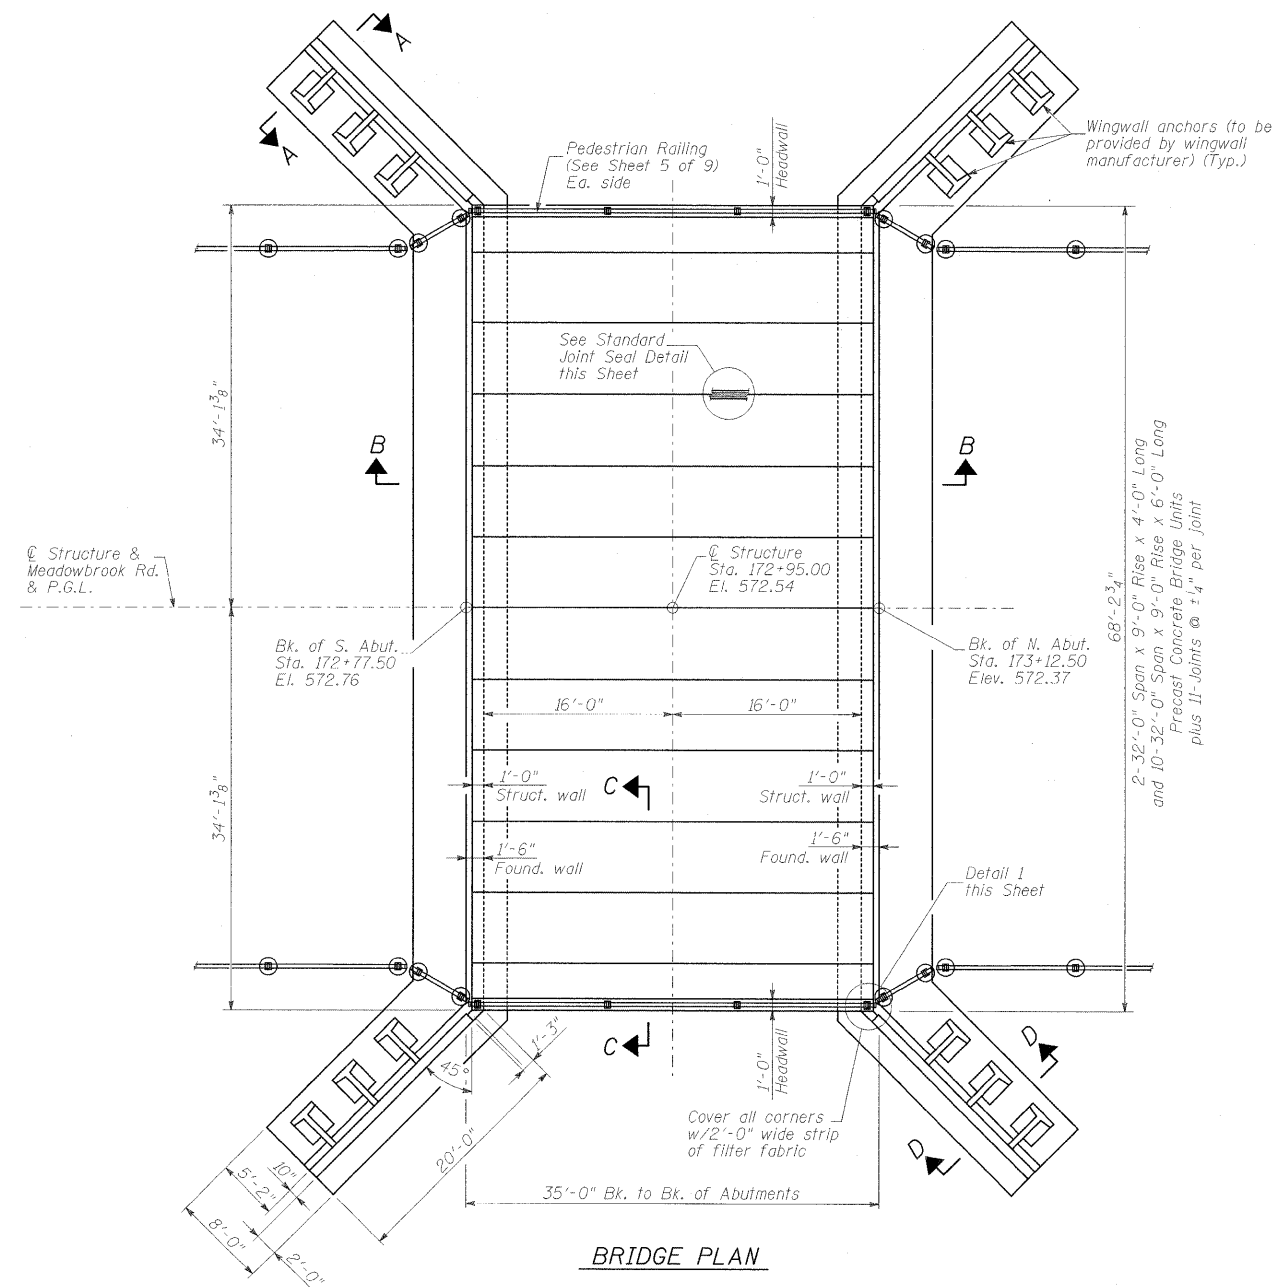 A
A
Pedestrian Railing
(See Sheet 5 of 9)
Ea. side
1'-0"
Headwall
Wingwall anchors (to be
provided by wingwall
manufacturer) (Typ.)
See Standard
Joint Seal Detail
this Sheet
34'-1 3/8"
B
B
℄ Structure &
Meadowbrook Rd.
& P.G.L.
℄ Structure
Sta. 172+95.00
El. 572.54
Bk. of S. Abut.
Sta. 172+77.50
El. 572.76
Bk. of N. Abut.
Sta. 173+12.50
Elev. 572.37
68'-2 3/4"
2-32'-0" Span x 9'-0" Rise x 4'-0" Long
and 10-32'-0" Span x 9'-0" Rise x 6'-0" Long
Precast Concrete Bridge Units
plus 11-Joints @ ±1/4" per joint
16'-0"
16'-0"
34'-1 3/8"
1'-0"
Struct. wall
C
1'-0"
Struct. wall
1'-6"
Found. wall
1'-6"
Found. wall
Detail 1
this Sheet
C
1'-0"
Headwall
1'-3"
45°
20'-0"
Cover all corners
w/2'-0" wide strip
of filter fabric
D
D
10"
5'-2"
8'-0"
2'-0"
35'-0" Bk. to Bk. of Abutments
BRIDGE PLAN